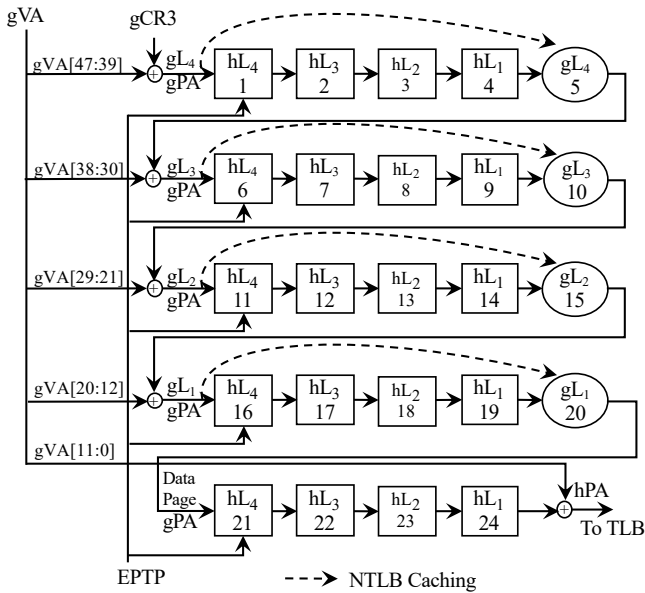 gVA
gCR3
gVA[47:39]
gL4
gPA
hL4
1
hL3
2
hL2
3
hL1
4
gL4
5
gVA[38:30]
gL3
gPA
hL4
6
hL3
7
hL2
8
hL1
9
gL3
10
gVA[29:21]
gL2
gPA
hL4
11
hL3
12
hL2
13
hL1
14
gL2
15
gVA[20:12]
gL1
gPA
hL4
16
hL3
17
hL2
18
hL1
19
gL1
20
gVA[11:0]
Data
Page
gPA
hL4
21
hL3
22
hL2
23
hL1
24
hPA
To TLB
EPTP
NTLB Caching